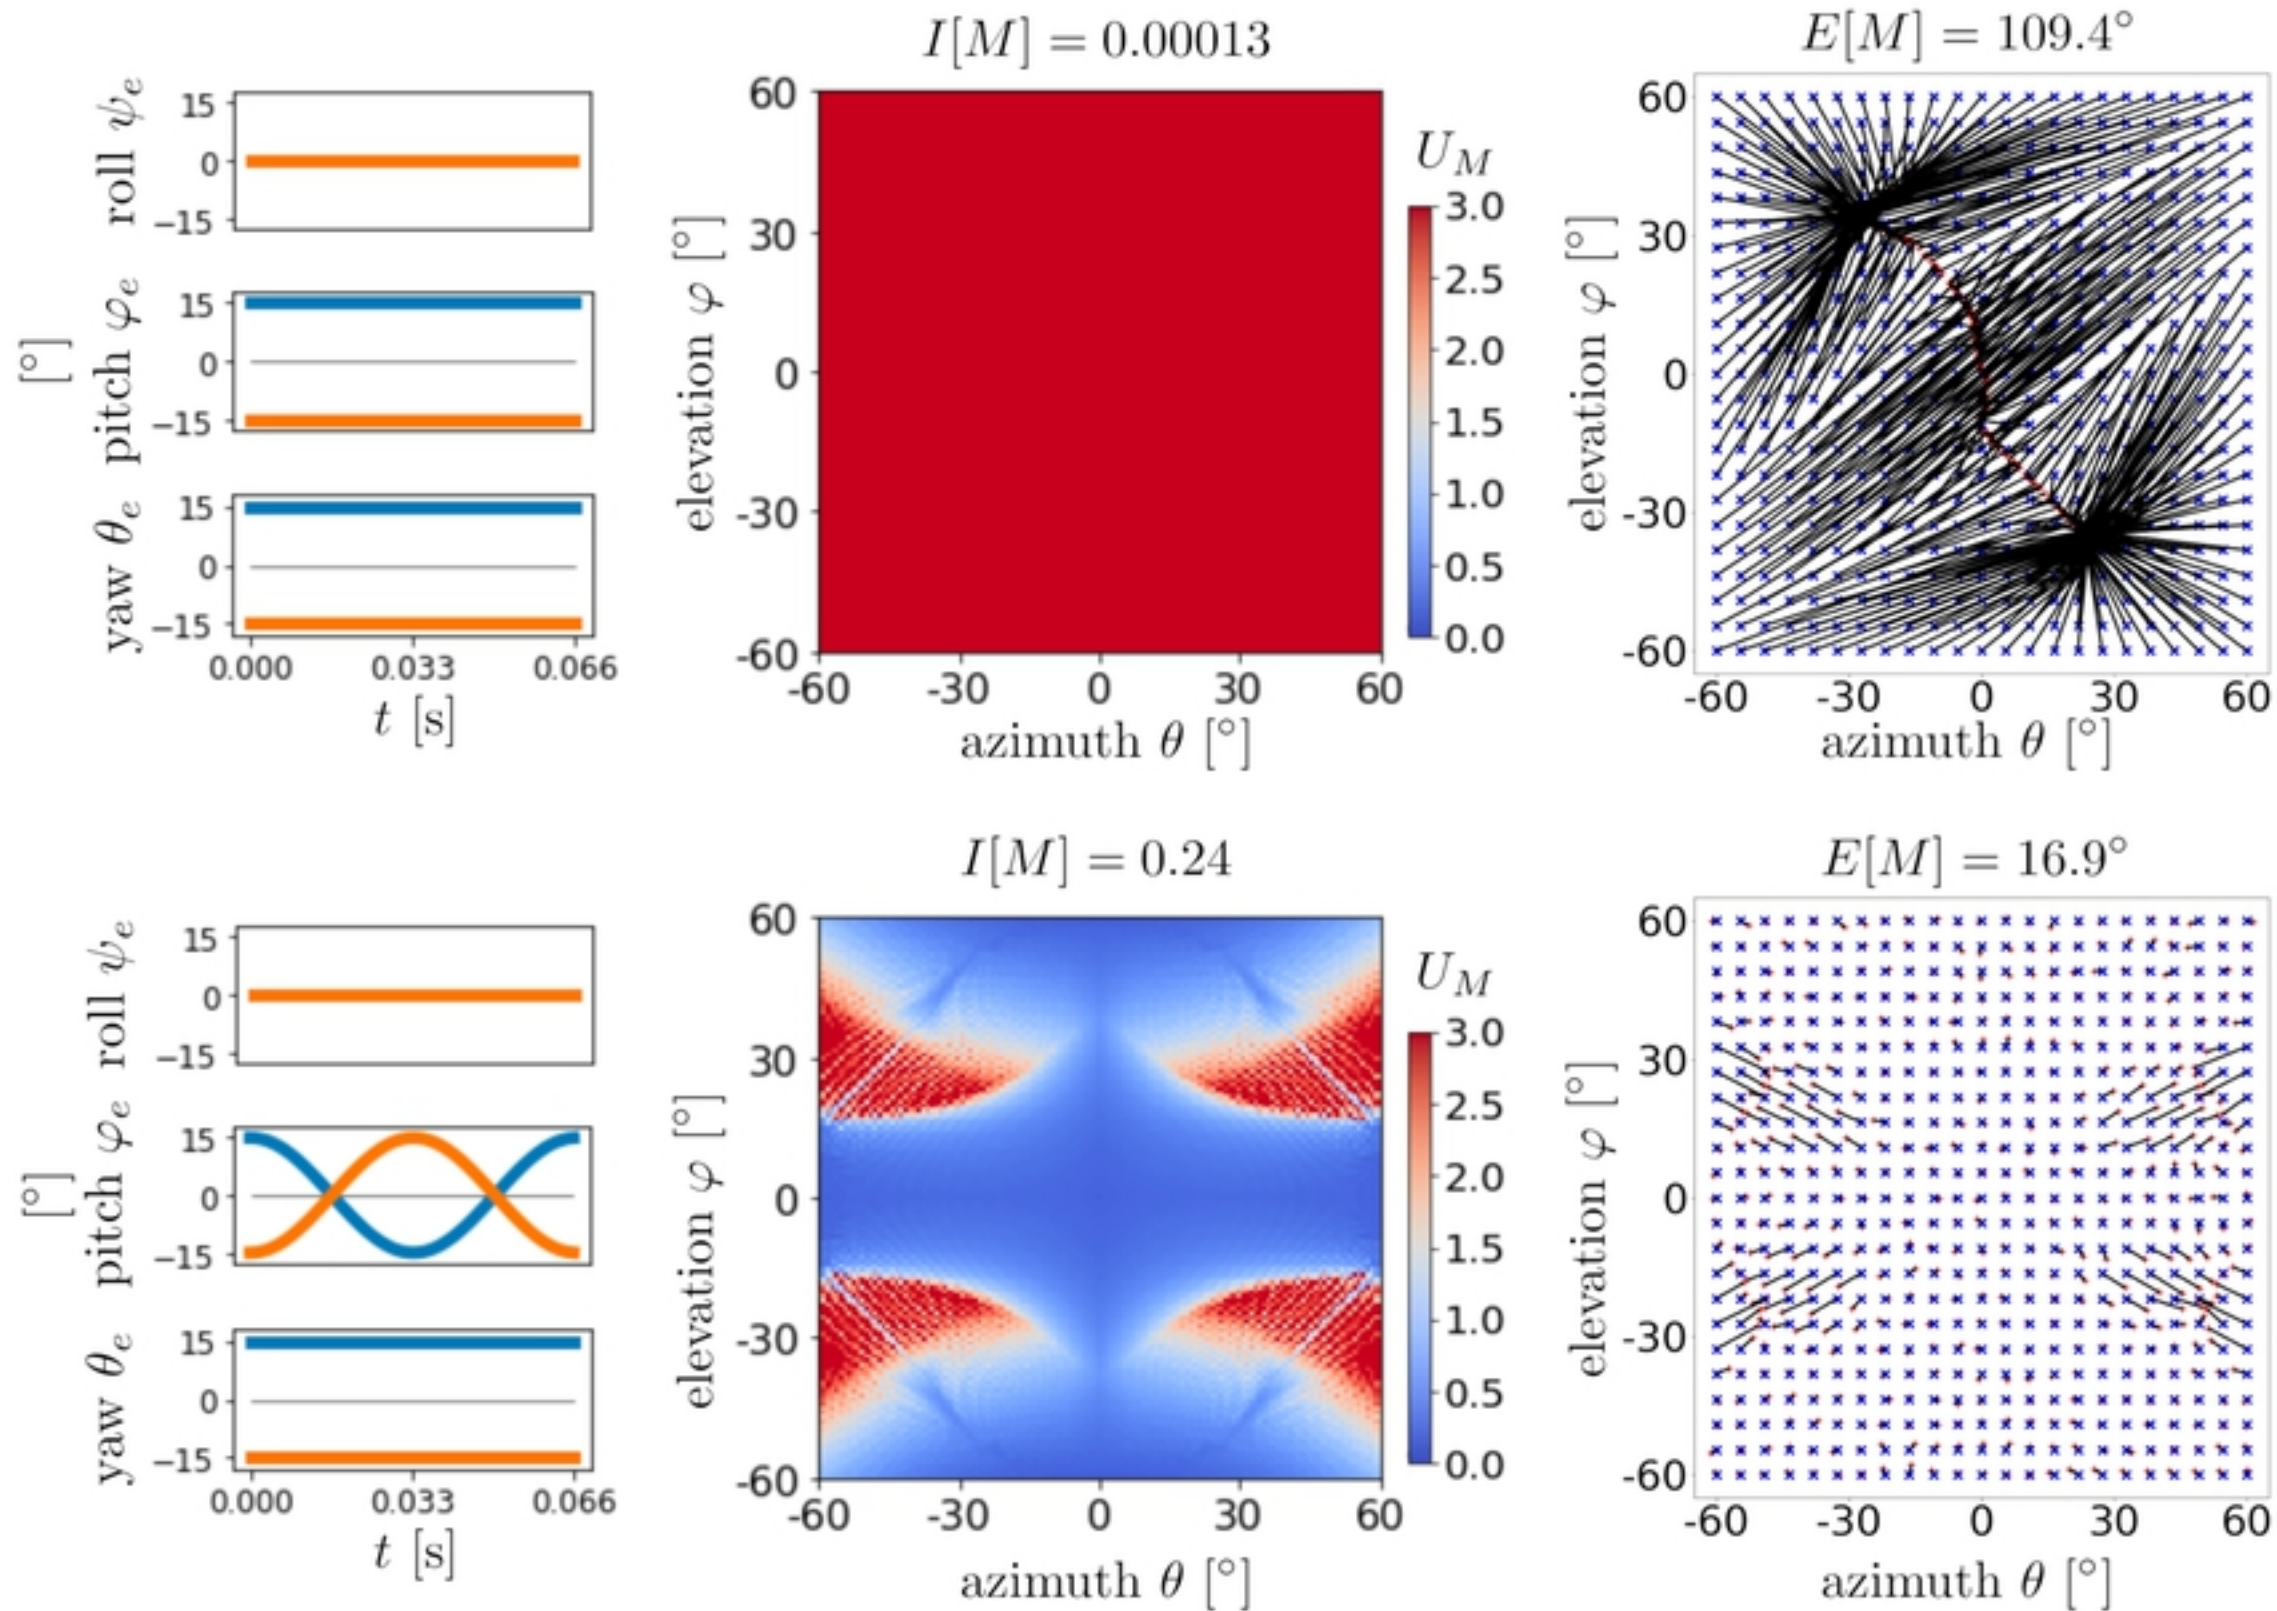 I[M] = 0.00013
E[M] = 109.4°
[°]
roll ψe
15
0
−15
pitch φe
15
0
−15
yaw θe
15
0
−15
0.000 0.033 0.066
t [s]
elevation φ [°]
60
30
0
-30
-60
-60 -30 0 30 60
azimuth θ [°]
UM
3.0
2.5
2.0
1.5
1.0
0.5
0.0
elevation φ [°]
60
30
0
-30
-60
-60 -30 0 30 60
azimuth θ [°]
I[M] = 0.24
E[M] = 16.9°
[°]
roll ψe
15
0
−15
pitch φe
15
0
−15
yaw θe
15
0
−15
0.000 0.033 0.066
t [s]
elevation φ [°]
60
30
0
-30
-60
-60 -30 0 30 60
azimuth θ [°]
UM
3.0
2.5
2.0
1.5
1.0
0.5
0.0
elevation φ [°]
60
30
0
-30
-60
-60 -30 0 30 60
azimuth θ [°]